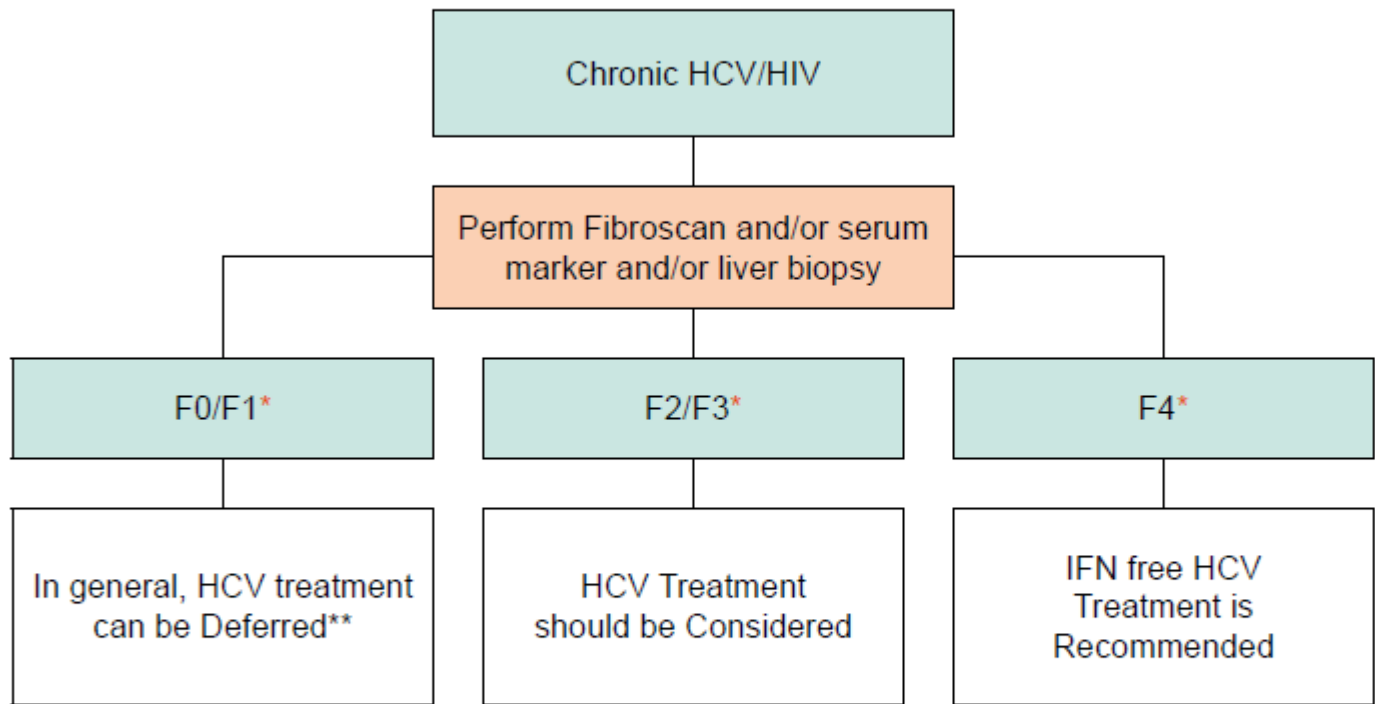 Chronic HCV/HIV
Perform Fibroscan and/or serum
marker and/or liver biopsy
F0/F1*
F2/F3*
F4*
In general, HCV treatment
can be Deferred**
HCV Treatment
should be Considered
IFN free HCV
Treatment is
Recommended